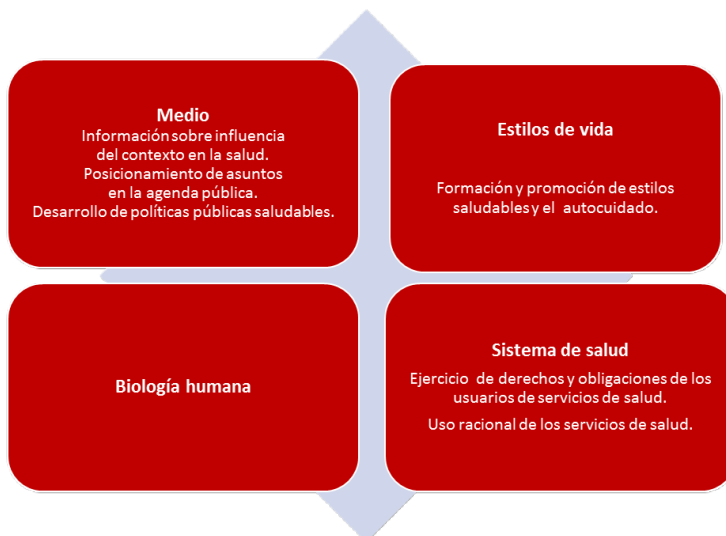 Medio
Información sobre influencia
del contexto en la salud.
Posicionamiento de asuntos
en la agenda pública.
Desarrollo de políticas públicas saludables.
Estilos de vida
Formación y promoción de estilos
saludables y el autocuidado.
Biología humana
Sistema de salud
Ejercicio de derechos y obligaciones de los
usuarios de servicios de salud.
Uso racional de los servicios de salud.